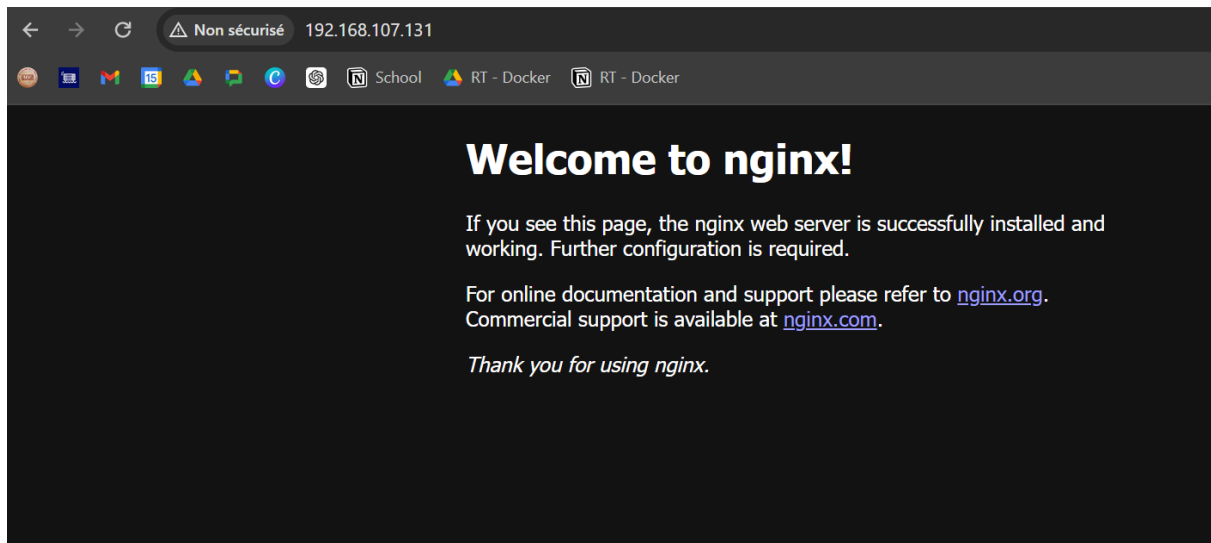 Non sécurisé 192.168.107.131
15 School RT - Docker RT - Docker
Welcome to nginx!
If you see this page, the nginx web server is successfully installed and
working. Further configuration is required.
For online documentation and support please refer to nginx.org.
Commercial support is available at nginx.com.
Thank you for using nginx.